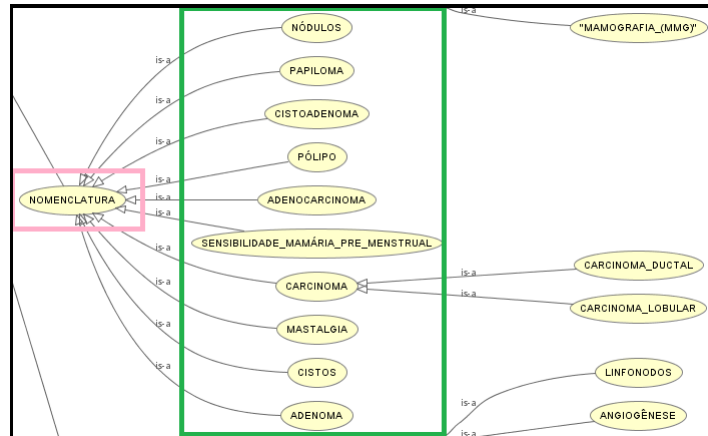 is-a
NÓDULOS
"MAMOGRAFIA_(MMG)"
is-a
PAPILOMA
is-a
CISTOADENOMA
is-a
PÓLIPO
is-a
NOMENCLATURA
is-a
ADENOCARCINOMA
is-a
SENSIBILIDADE_MAMÁRIA_PRE_MENSTRUAL
is-a
CARCINOMA
is-a
CARCINOMA_DUCTAL
is-a
CARCINOMA_LOBULAR
is-a
MASTALGIA
is-a
CISTOS
is-a
ADENOMA
LINFONODOS
is-a
ANGIOGÊNESE
is-a